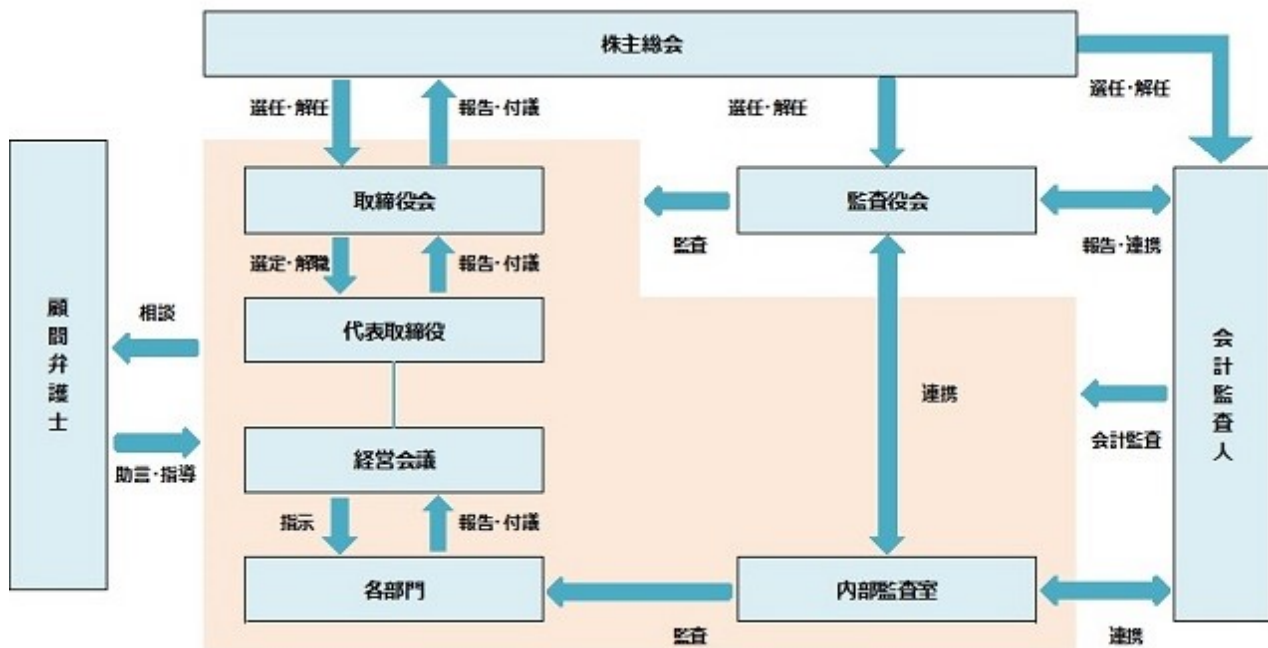 株主総会
選任・解任
報告・付議
選任・解任
選任・解任
取締役会
監査役会
監査
報告・連携
選定・解職
報告・付議
顧問弁護士
相談
代表取締役
会計監査人
連携
助言・指導
経営会議
会計監査
指示
報告・付議
各部門
内部監査室
監査
連携